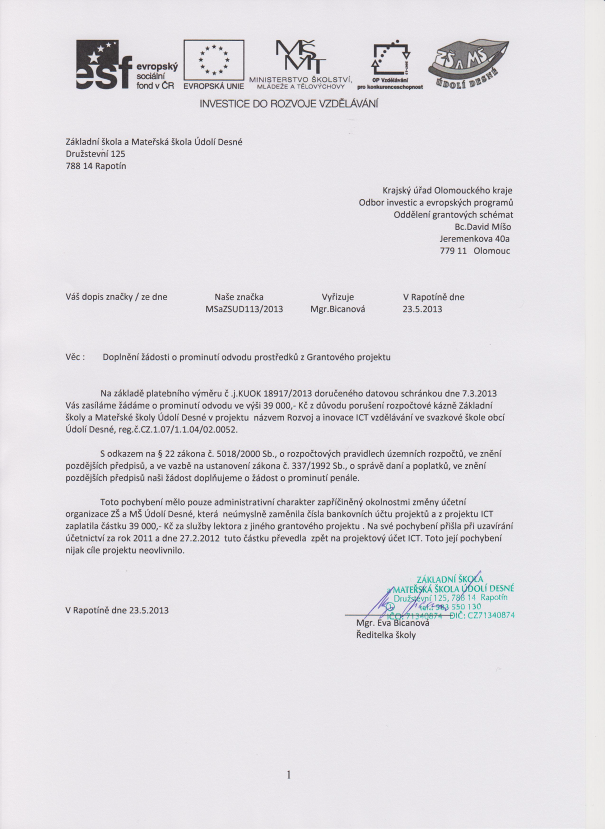 esf evropský sociální fond v ČR
EVROPSKÁ UNIE
MINISTERSTVO ŠKOLSTVÍ, MLÁDEŽE A TĚLOVÝCHOVY
OP Vzdělávání pro konkurenceschopnost
ZŠ A MŠ ÚDOLÍ DESNÉ
INVESTICE DO ROZVOJE VZDĚLÁVÁNÍ
Základní škola a Mateřská škola Údolí Desné
Družstevní 125
788 14 Rapotín
Krajský úřad Olomouckého kraje
Odbor investic a evropských programů
Oddělení grantových schémat
Bc.David Míšo
Jeremenkova 40a
779 11 Olomouc
Váš dopis značky / ze dne Naše značka Vyřizuje V Rapotíně dne
MSaZSUD113/2013 Mgr.Bicanová 23.5.2013
Věc : Doplnění žádosti o prominutí odvodu prostředků z Grantového projektu
Na základě platebního výměru č .j.KUOK 18917/2013 doručeného datovou schránkou dne 7.3.2013
Vás zasíláme žádáme o prominutí odvodu ve výši 39 000,- Kč z důvodu porušení rozpočtové kázně Základní
školy a Mateřské školy Údolí Desné v projektu názvem Rozvoj a inovace ICT vzdělávání ve svazkové škole obcí
Údolí Desné, reg.č.CZ.1.07/1.1.04/02.0052.
S odkazem na § 22 zákona č. 5018/2000 Sb., o rozpočtových pravidlech územních rozpočtů, ve znění
pozdějších předpisů, a ve vazbě na ustanovení zákona č. 337/1992 Sb., o správě daní a poplatků, ve znění
pozdějších předpisů naši žádost doplňujeme o žádost o prominutí penále.
Toto pochybení mělo pouze administrativní charakter zapříčiněný okolnostmi změny účetní
organizace ZŠ a MŠ Údolí Desné, která neúmyslně zaměnila čísla bankovních účtu projektů a z projektu ICT
zaplatila částku 39 000,- Kč za služby lektora z jiného grantového projektu . Na své pochybení přišla při uzavírání
účetnictví za rok 2011 a dne 27.2.2012 tuto částku převedla zpět na projektový účet ICT. Toto její pochybení
nijak cíle projektu neovlivnilo.
ZÁKLADNÍ ŠKOLA
a MATEŘSKÁ ŠKOLA ÚDOLÍ DESNÉ
Družstevní 125, 788 14 Rapotín
tel.: 583 550 130
IČO: 71340874 DIČ: CZ71340874
V Rapotíně dne 23.5.2013
Mgr. Eva Bicanová
Ředitelka školy
1